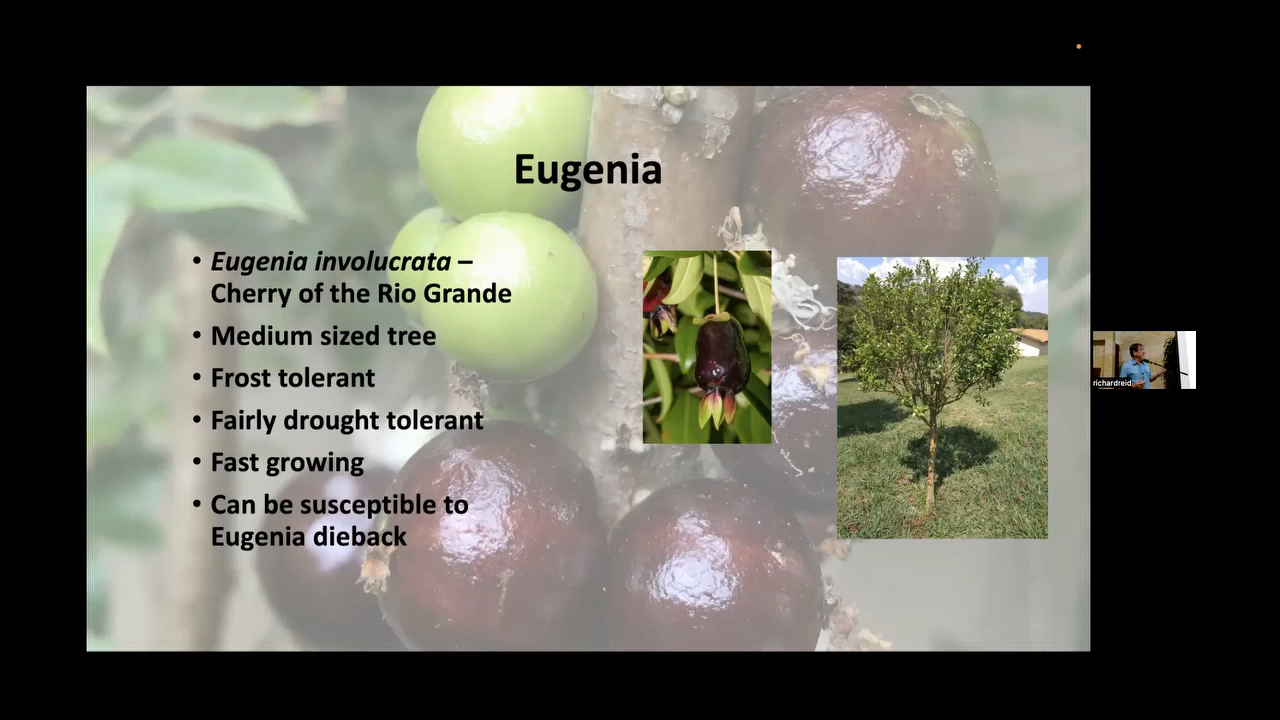 Eugenia
• Eugenia involucrata –
Cherry of the Rio Grande
• Medium sized tree
• Frost tolerant
• Fairly drought tolerant
• Fast growing
• Can be susceptible to
Eugenia dieback
richardreid